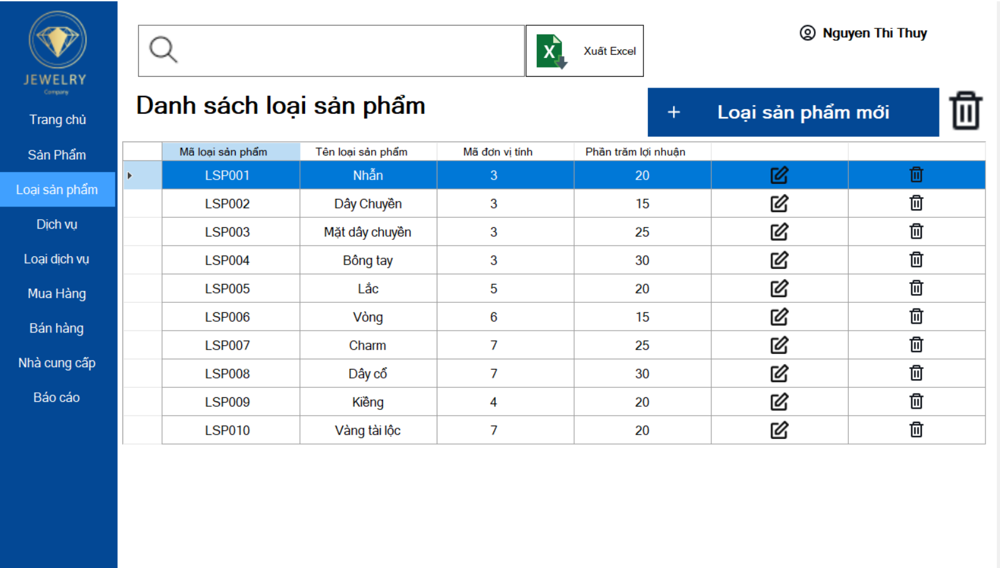 JEWELRY
Company
Trang chủ
Sản Phẩm
Loại sản phẩm
Dịch vụ
Loại dịch vụ
Mua Hàng
Bán hàng
Nhà cung cấp
Báo cáo
Xuất Excel
Nguyen Thi Thuy
Danh sách loại sản phẩm
+ Loại sản phẩm mới
Mã loại sản phẩm Tên loại sản phẩm Mã đơn vị tính Phần trăm lợi nhuận
LSP001 Nhẫn 3 20
LSP002 Dây Chuyền 3 15
LSP003 Mặt dây chuyền 3 25
LSP004 Bông tay 3 30
LSP005 Lắc 5 20
LSP006 Vòng 6 15
LSP007 Charm 7 25
LSP008 Dây cổ 7 30
LSP009 Kiềng 4 20
LSP010 Vàng tài lộc 7 20